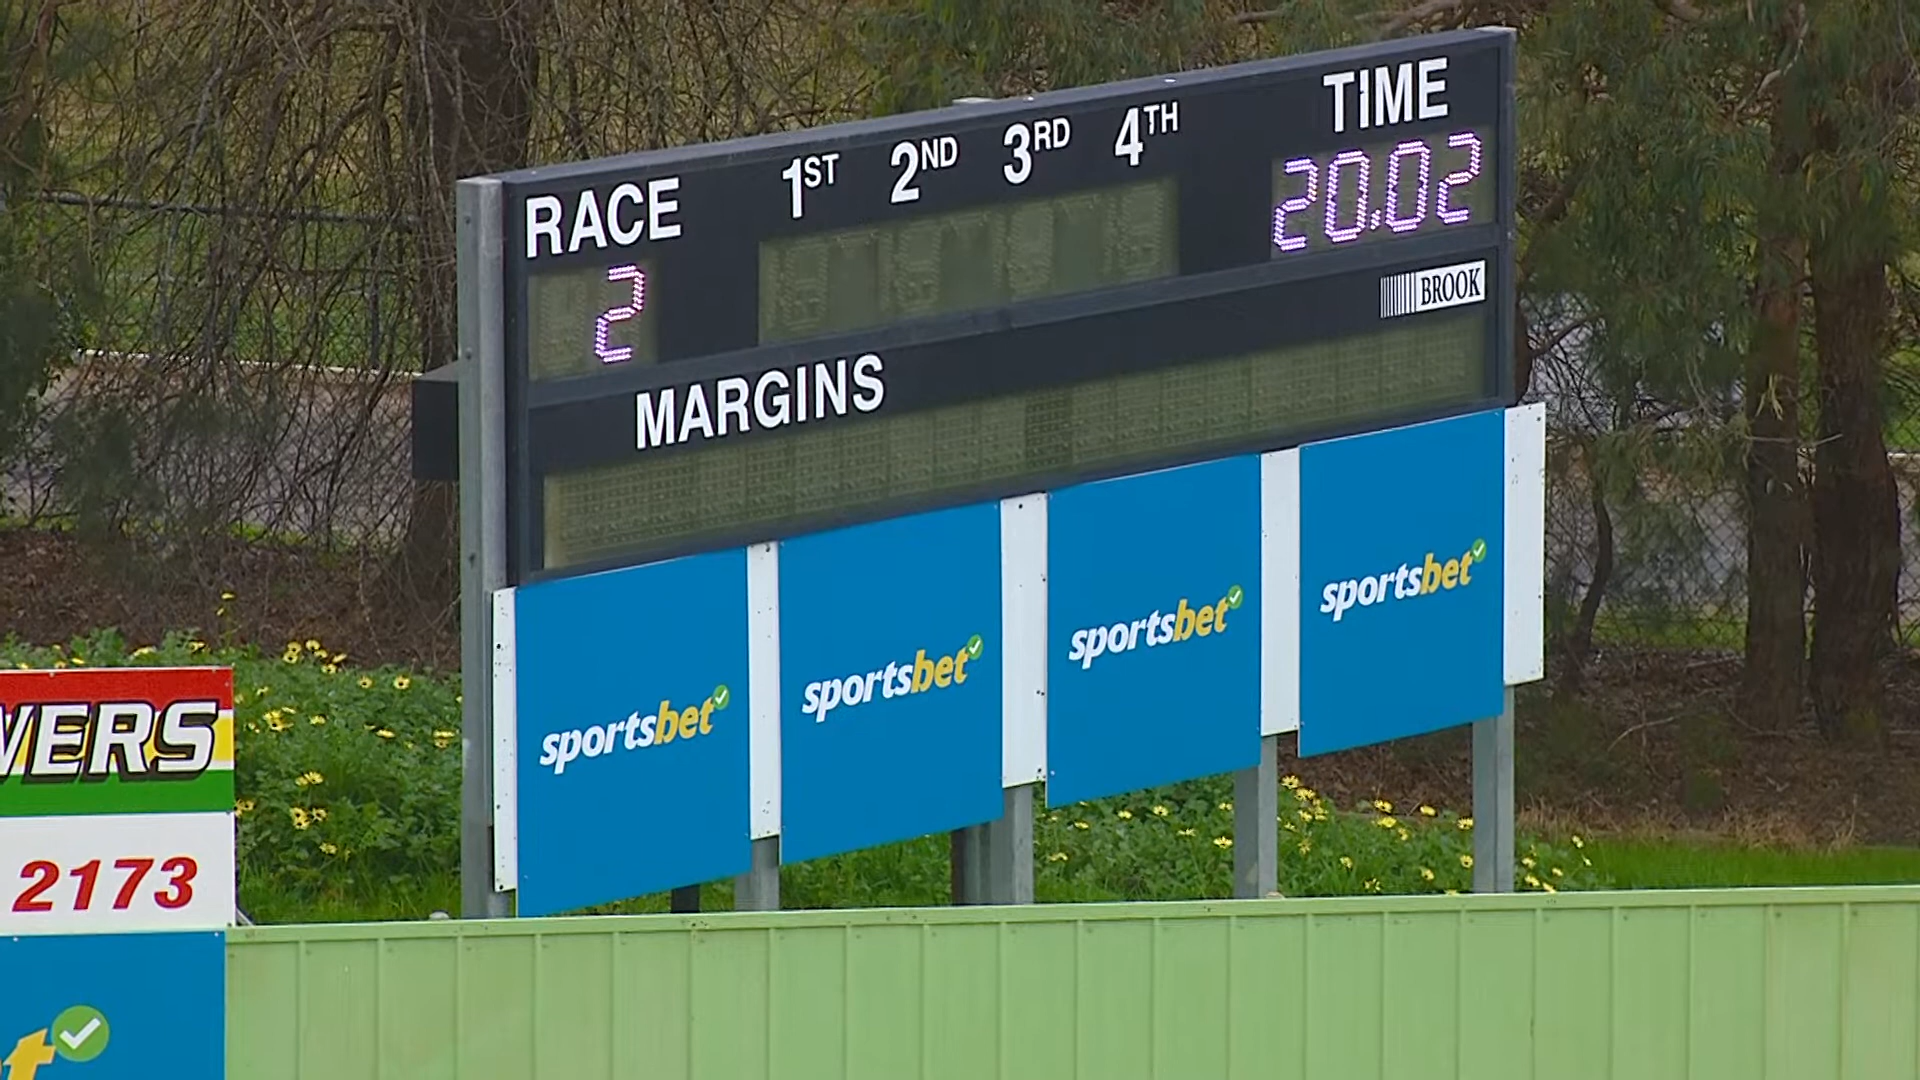 RACE 1ST 2ND 3RD 4TH TIME
2 20.02
BROOK
MARGINS
sportsbet sportsbet sportsbet sportsbet
VERS
2173
t